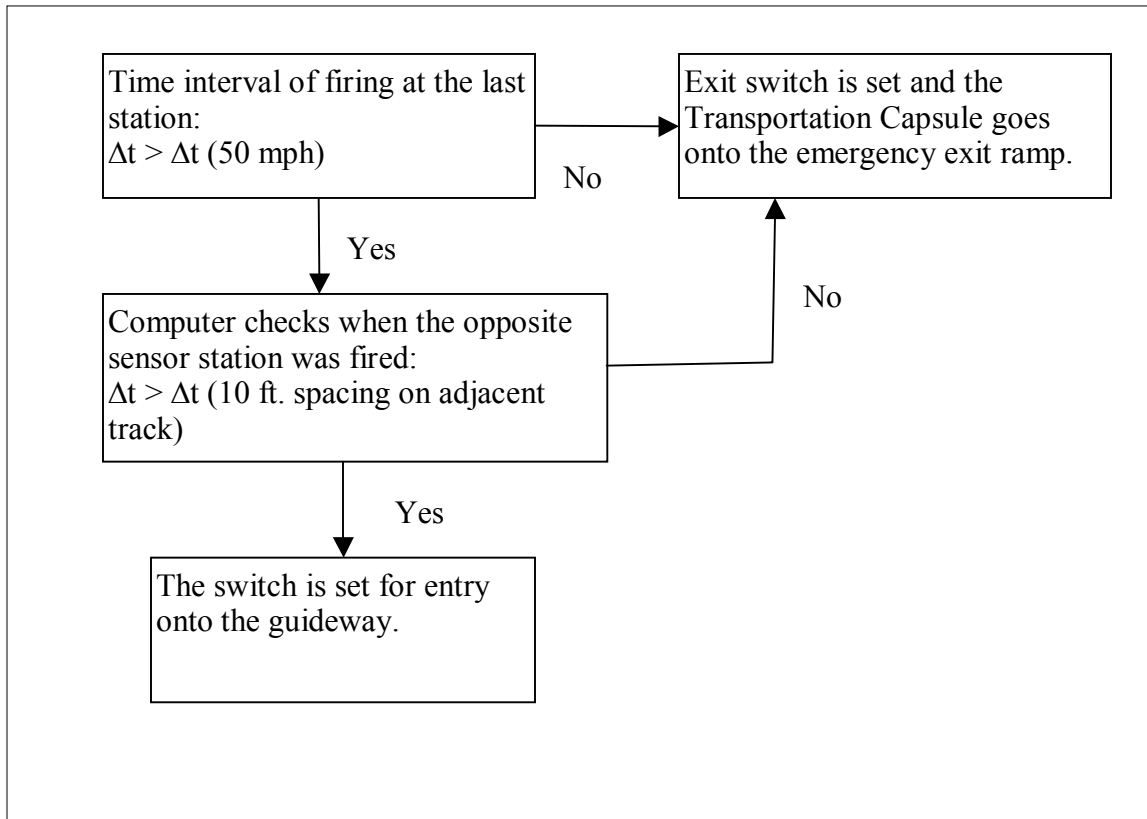 Time interval of firing at the last
station:
Δt > Δt (50 mph)
Exit switch is set and the
Transportation Capsule goes
onto the emergency exit ramp.
No
Yes
Computer checks when the opposite
sensor station was fired:
Δt > Δt (10 ft. spacing on adjacent
track)
No
Yes
The switch is set for entry
onto the guideway.